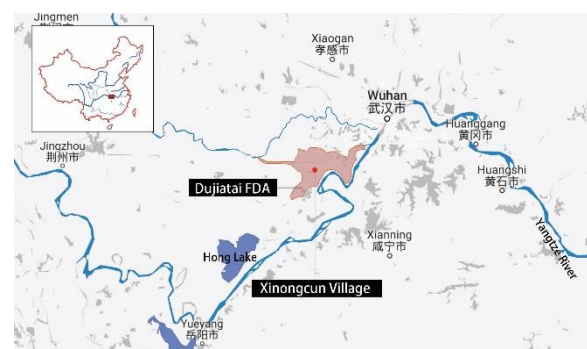 Jingmen
Xiaogan
孝感市
Wuhan
武汉市
Huanggang
黄冈市
Jingzhou
荆州市
Huangshi
黄石市
Dujiatai FDA
Xianning
咸宁市
Hong Lake
Yangtze River
Xinongcun Village
Yueyang
岳阳市